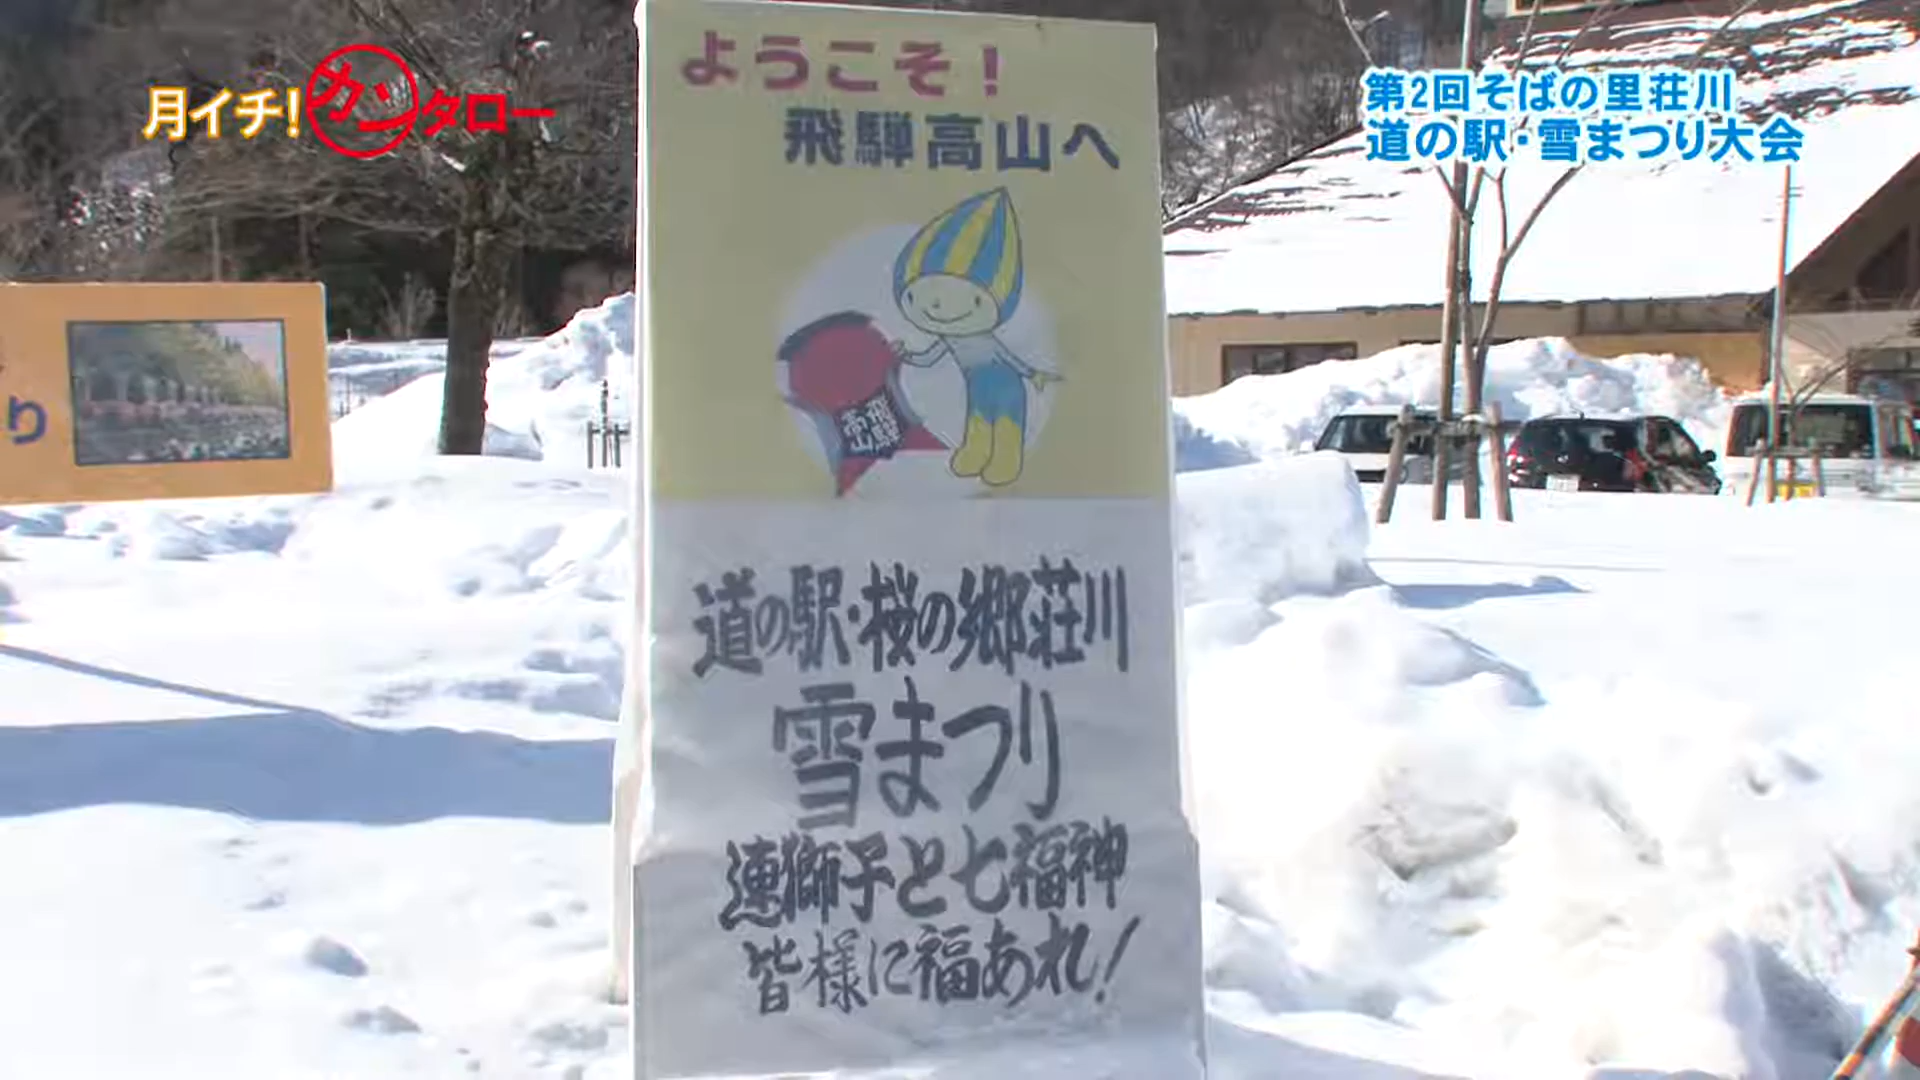 月イチ!カンタロー
第2回そばの里荘川
道の駅・雪まつり大会
ようこそ!
飛騨高山へ
飛騨
高山
り
道の駅・桜の郷荘川
雪まつり
連獅子と七福神
皆様に福あれ!